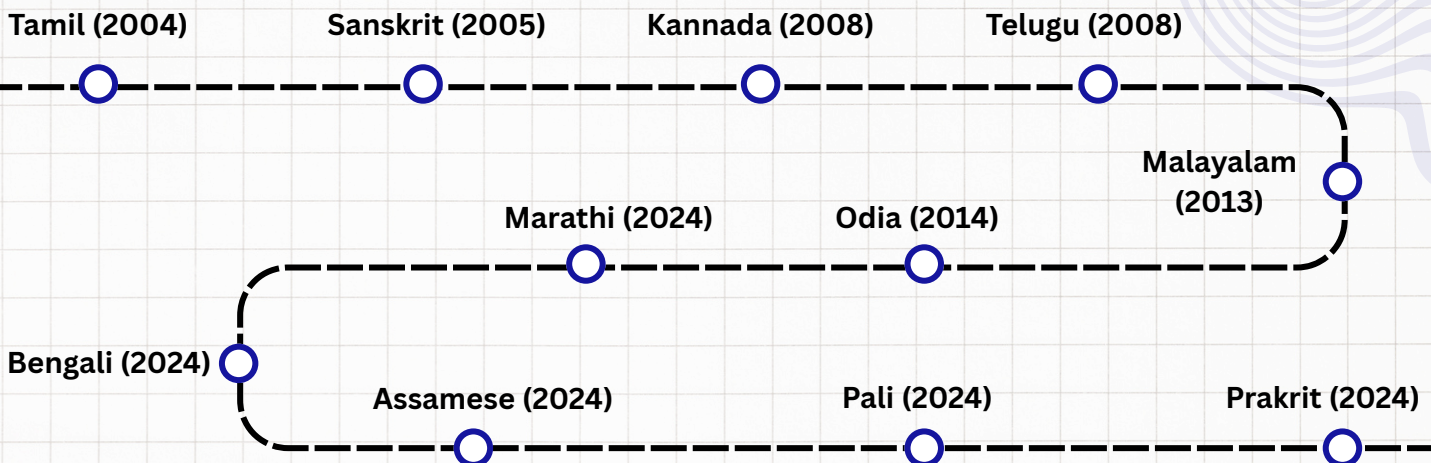 Tamil (2004)
Sanskrit (2005)
Kannada (2008)
Telugu (2008)
Malayalam
(2013)
Odia (2014)
Marathi (2024)
Bengali (2024)
Assamese (2024)
Pali (2024)
Prakrit (2024)